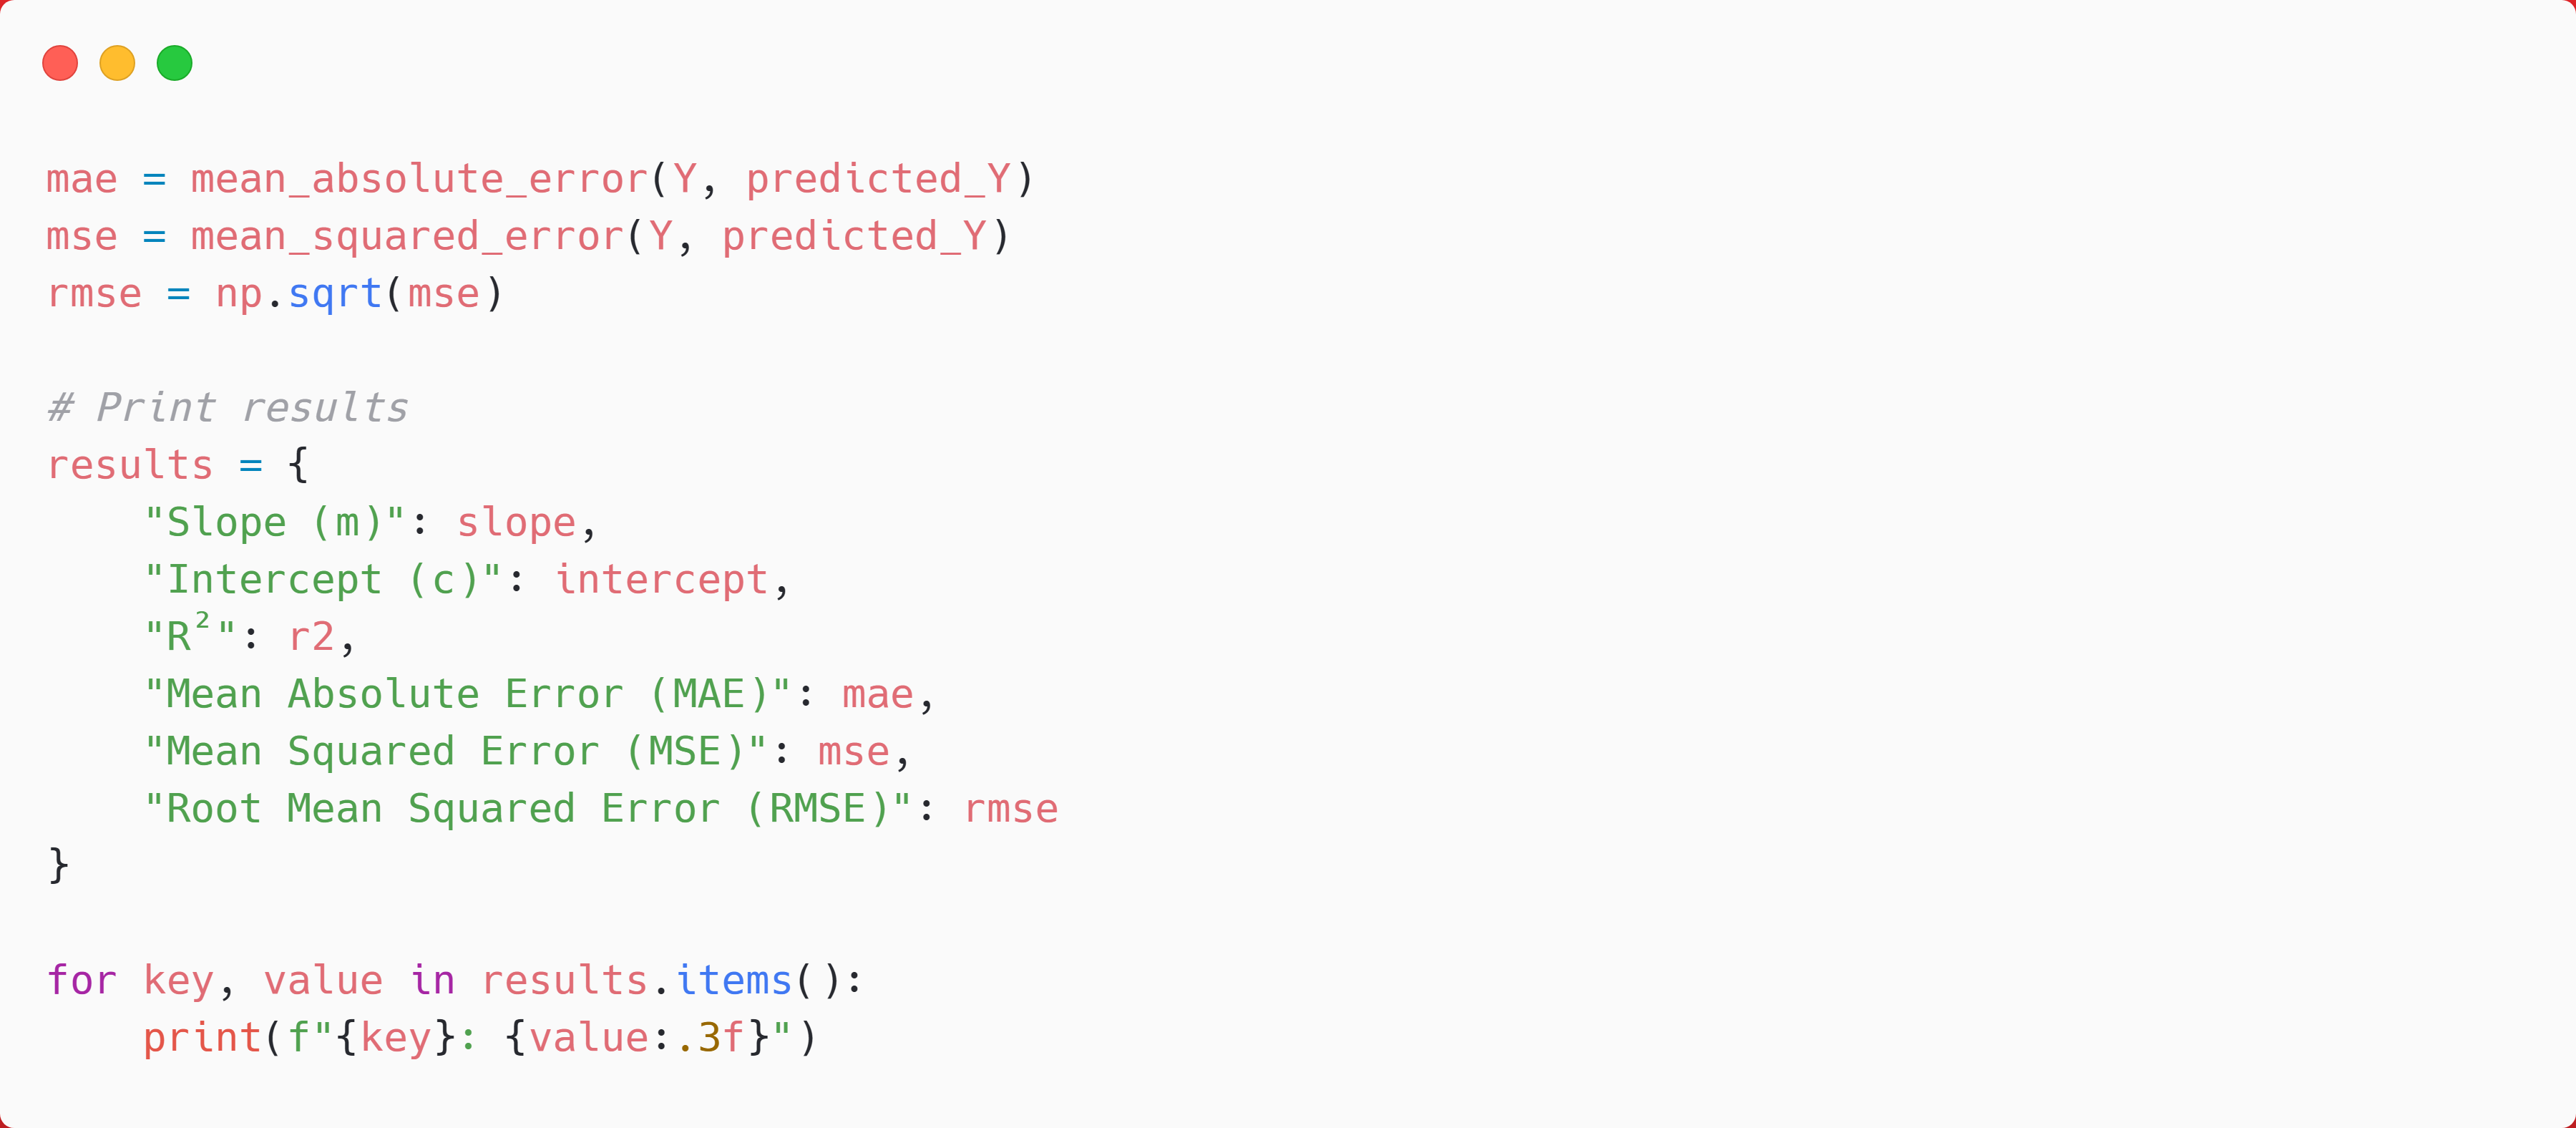 mae = mean_absolute_error(Y, predicted_Y)
mse = mean_squared_error(Y, predicted_Y)
rmse = np.sqrt(mse)

# Print results
results = {
    "Slope (m)": slope,
    "Intercept (c)": intercept,
    "R²": r2,
    "Mean Absolute Error (MAE)": mae,
    "Mean Squared Error (MSE)": mse,
    "Root Mean Squared Error (RMSE)": rmse
}

for key, value in results.items():
    print(f"{key}: {value:.3f}")